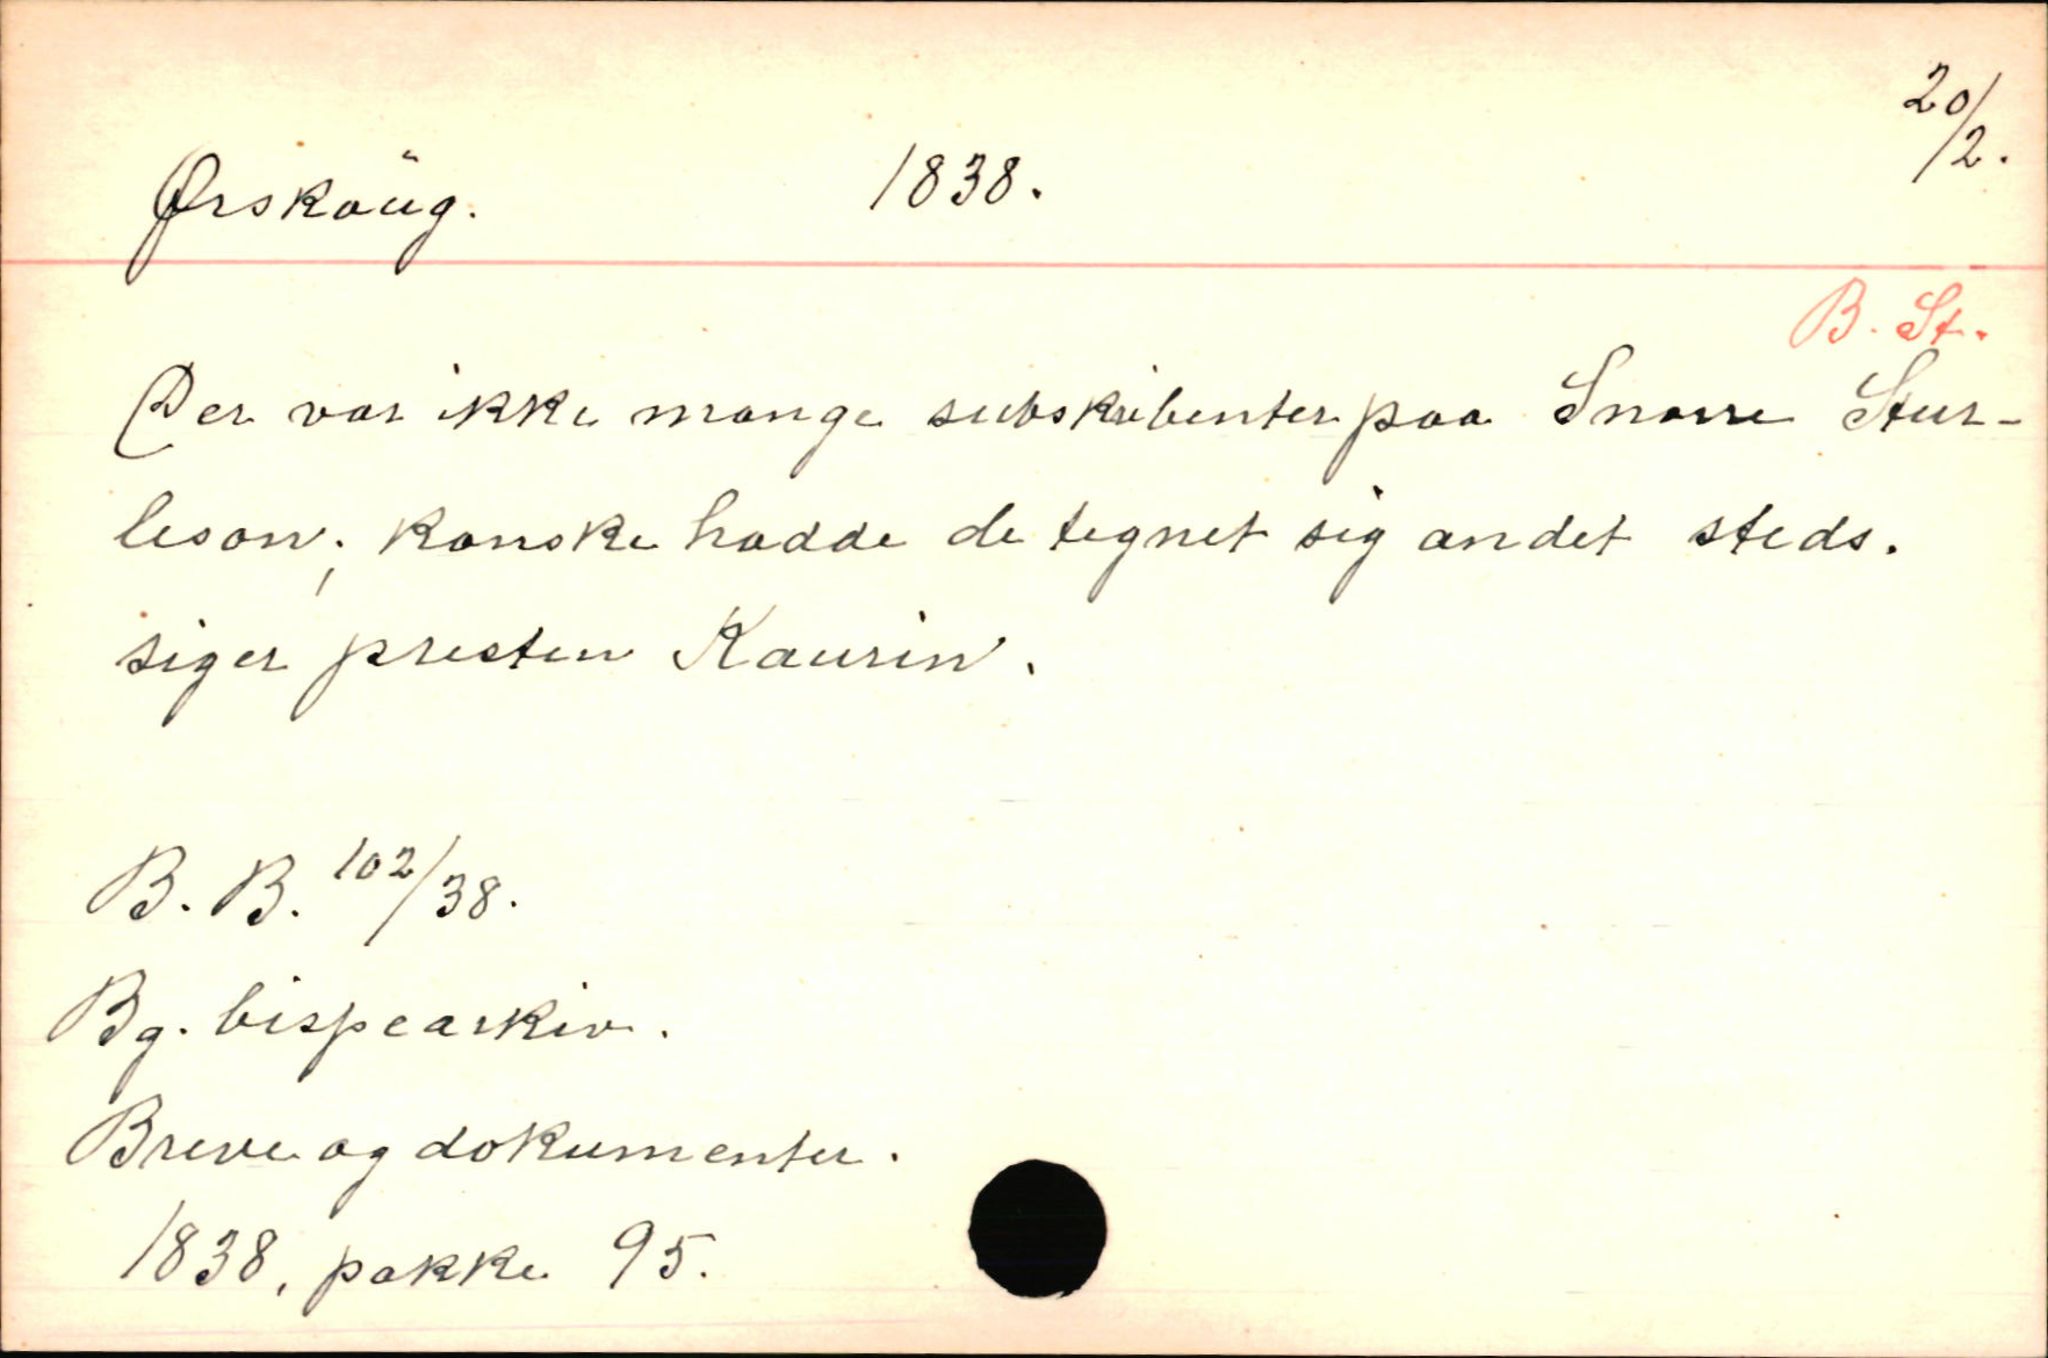 20/2.
Ørskoüg. 1838.
B. St.
Der var ikke mange subskribenter paa Snorre Stur-
leson; kanske hadde de tegnet sig andet steds.
siger presten Kaurin.
B. B. 102/38.
Bg. bispearkiv.
Breve og dokumenter.
1838, pakke 95.